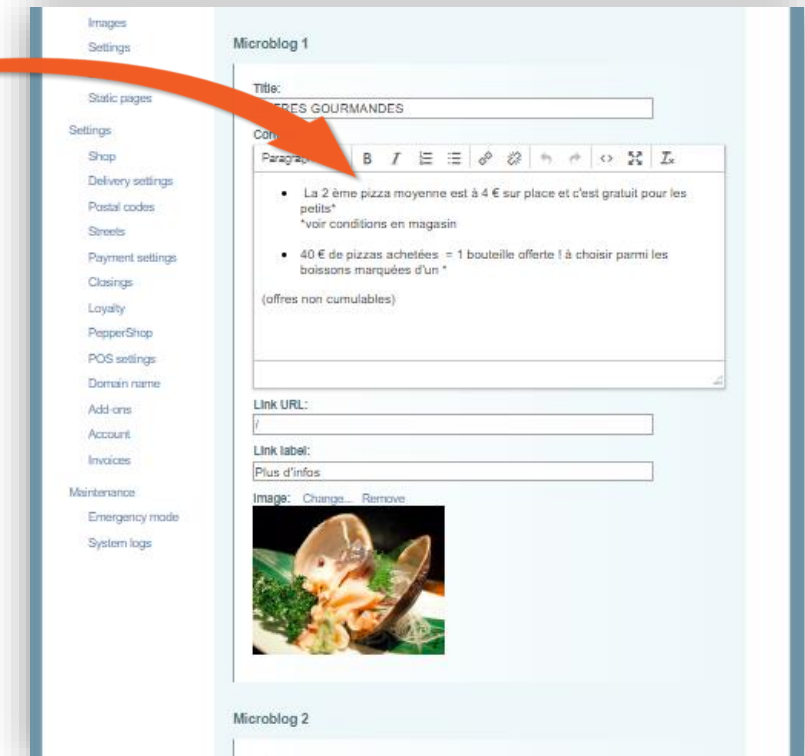 Images
Settings
Static pages
Settings
Shop
Delivery settings
Postal codes
Streets
Payment settings
Closings
Loyalty
PepperShop
POS settings
Domain name
Add-ons
Account
Invoices
Maintenance
Emergency mode
System logs
Microblog 1
Title:
GOURMANDES
B I
La 2 ème pizza moyenne est à 4 € sur place et c'est gratuit pour les
petits*
*voir conditions en magasin
40 € de pizzas achetées = 1 bouteille offerte ! à choisir parmi les
boissons marquées d'un *
(offres non cumulables)
Link URL:
/
Link label:
Plus d'infos
Image: Change... Remove
Microblog 2